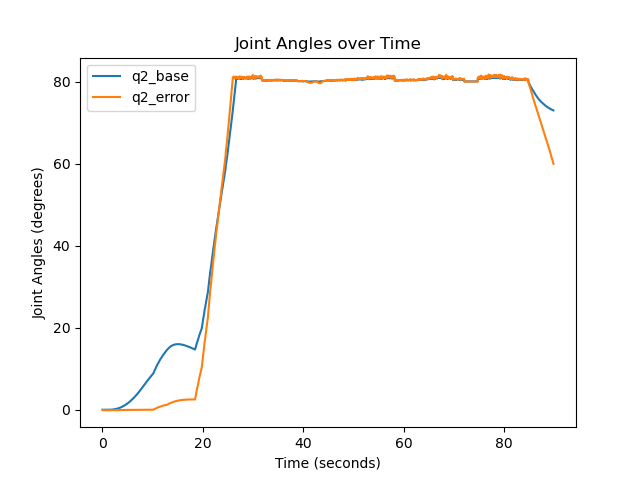 Joint Angles over Time
q2_base
q2_error
Joint Angles (degrees)
80
60
40
20
0
0 20 40 60 80
Time (seconds)